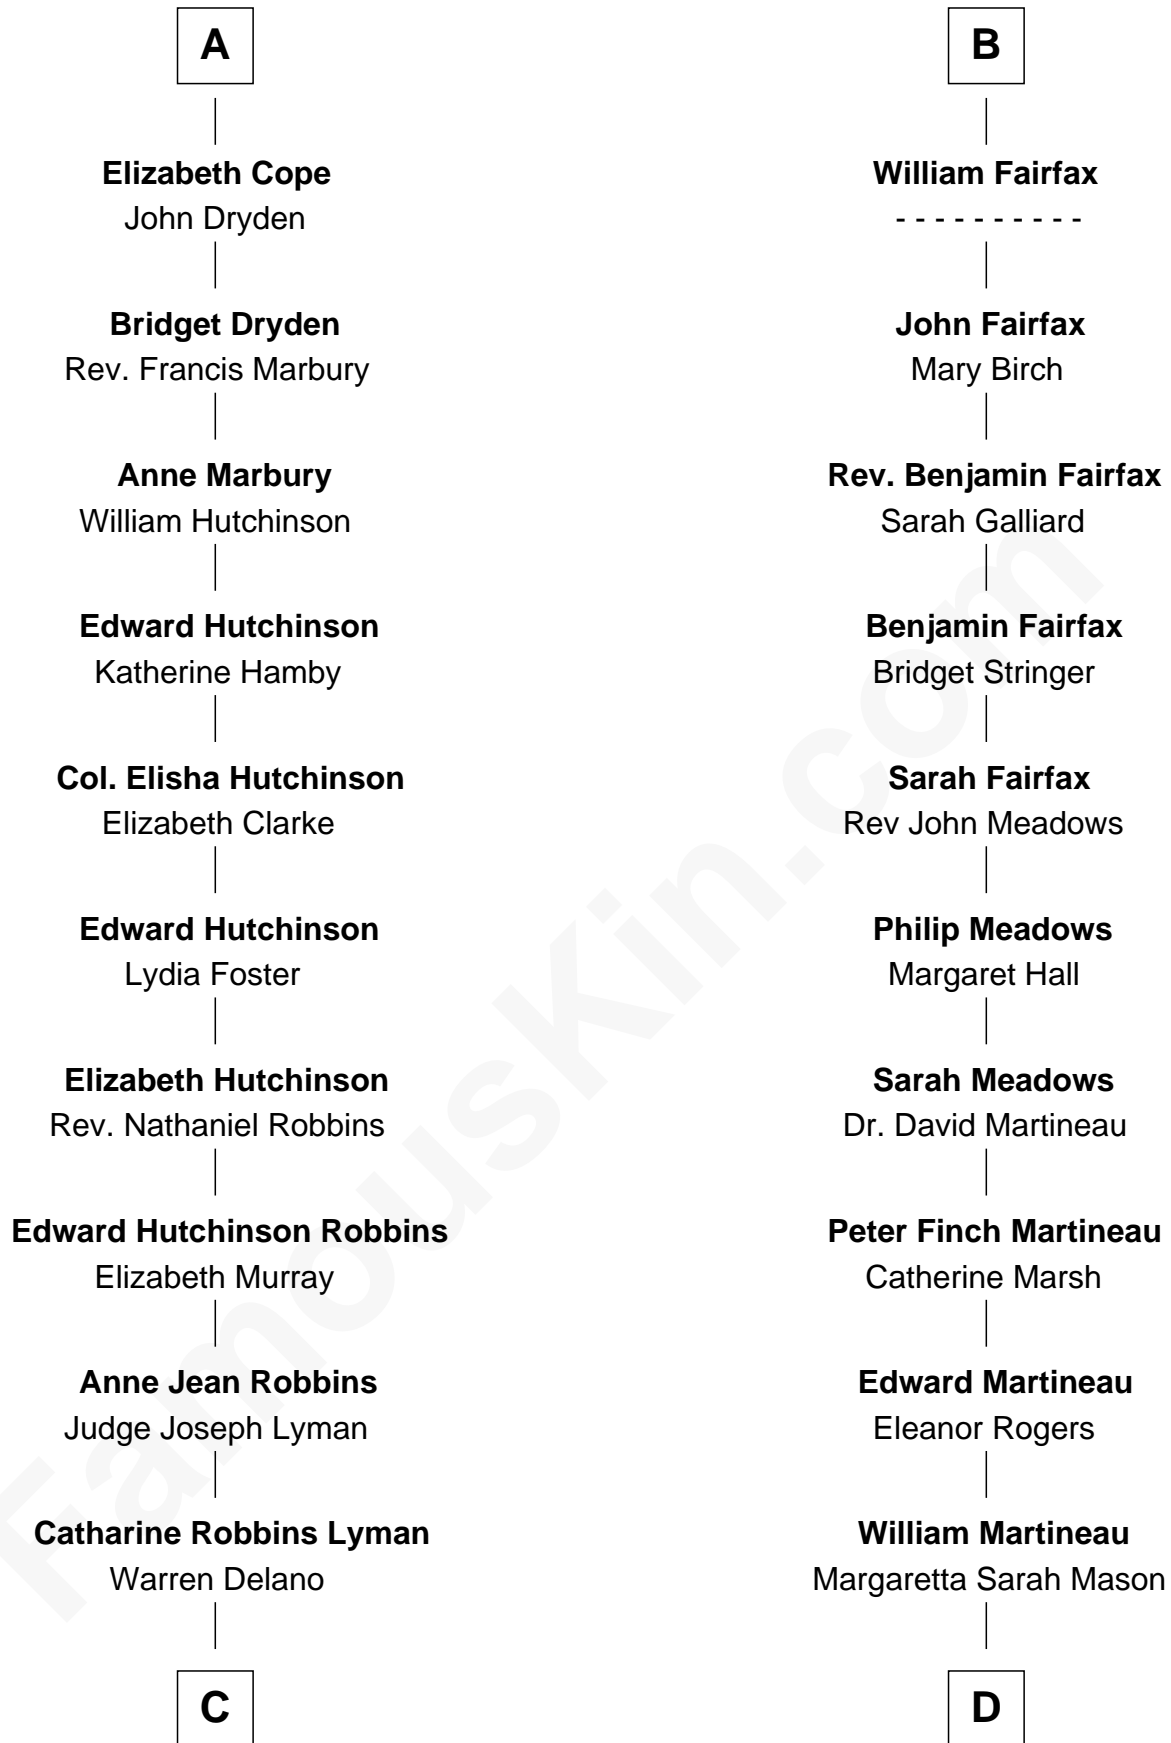 A
Elizabeth Cope
John Dryden
Bridget Dryden
Rev. Francis Marbury
Anne Marbury
William Hutchinson
Edward Hutchinson
Katherine Hamby
Col. Elisha Hutchinson
Elizabeth Clarke
Edward Hutchinson
Lydia Foster
Elizabeth Hutchinson
Rev. Nathaniel Robbins
Edward Hutchinson Robbins
Elizabeth Murray
Anne Jean Robbins
Judge Joseph Lyman
Catharine Robbins Lyman
Warren Delano
C
B
William Fairfax
- - - - - - - - - -
John Fairfax
Mary Birch
Rev. Benjamin Fairfax
Sarah Galliard
Benjamin Fairfax
Bridget Stringer
Sarah Fairfax
Rev John Meadows
Philip Meadows
Margaret Hall
Sarah Meadows
Dr. David Martineau
Peter Finch Martineau
Catherine Marsh
Edward Martineau
Eleanor Rogers
William Martineau
Margaretta Sarah Mason
D
FamousKin.com